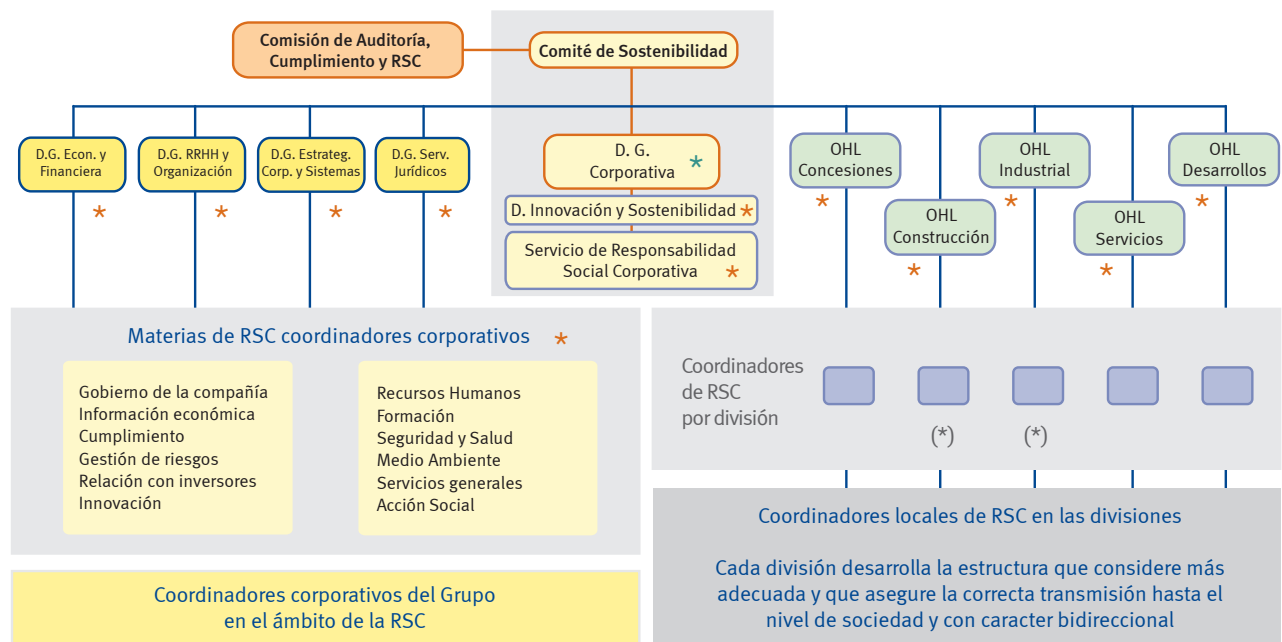 Comisión de Auditoría,
Cumplimiento y RSC
Comité de Sostenibilidad
D.G. Econ. y
Financiera
*
D.G. RRHH y
Organización
*
D.G. Estrateg.
Corp. y Sistemas
*
D.G. Serv.
Jurídicos
*
D. G.
Corporativa *
D. Innovación y Sostenibilidad *
Servicio de Responsabilidad
Social Corporativa *
OHL
Concesiones
*
OHL
Construcción
*
OHL
Industrial
*
OHL
Servicios
*
OHL
Desarrollos
*
Materias de RSC coordinadores corporativos *
Gobierno de la compañía
Información económica
Cumplimiento
Gestión de riesgos
Relación con inversores
Innovación
Recursos Humanos
Formación
Seguridad y Salud
Medio Ambiente
Servicios generales
Acción Social
Coordinadores corporativos del Grupo
en el ámbito de la RSC
Coordinadores
de RSC
por división
(*)
(*)
Coordinadores locales de RSC en las divisiones
Cada división desarrolla la estructura que considere más
adecuada y que asegure la correcta transmisión hasta el
nivel de sociedad y con caracter bidireccional